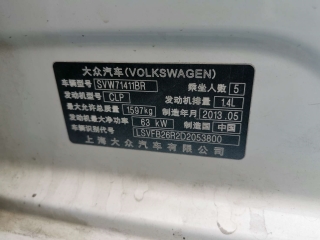 大众汽车(VOLKSWAGEN)
车辆型号 SVW71411BR 乘坐人数 5
发动机型号 CLP 发动机排量 1.4L
最大允许总质量 1597kg 制造年月 2013.05
发动机最大净功率 63 kW 制造国 中国
车辆识别代号 LSVFB26R2D2053600
上海大众汽车有限公司